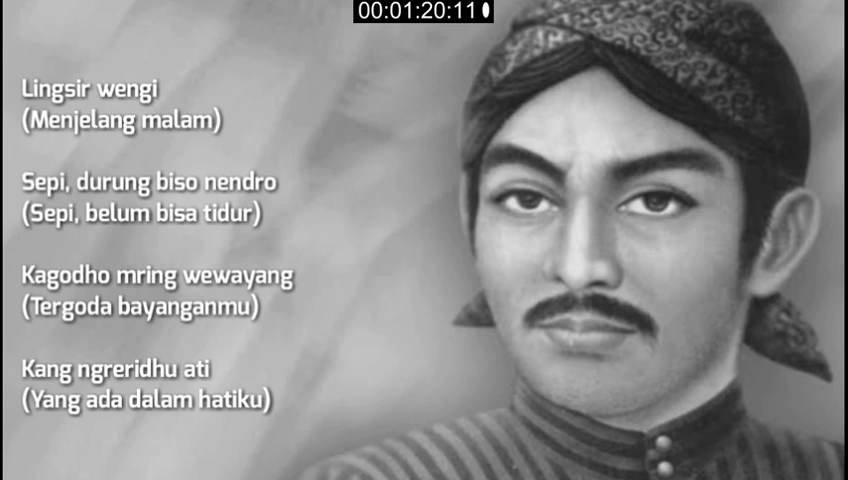 00:01:20:11
Lingsir wengi
(Menjelang malam)
Sepi, durung biso nendro
(Sepi, belum bisa tidur)
Kagodho mring wewayang
(Tergoda bayanganmu)
Kang ngreridhu ati
(Yang ada dalam hatiku)